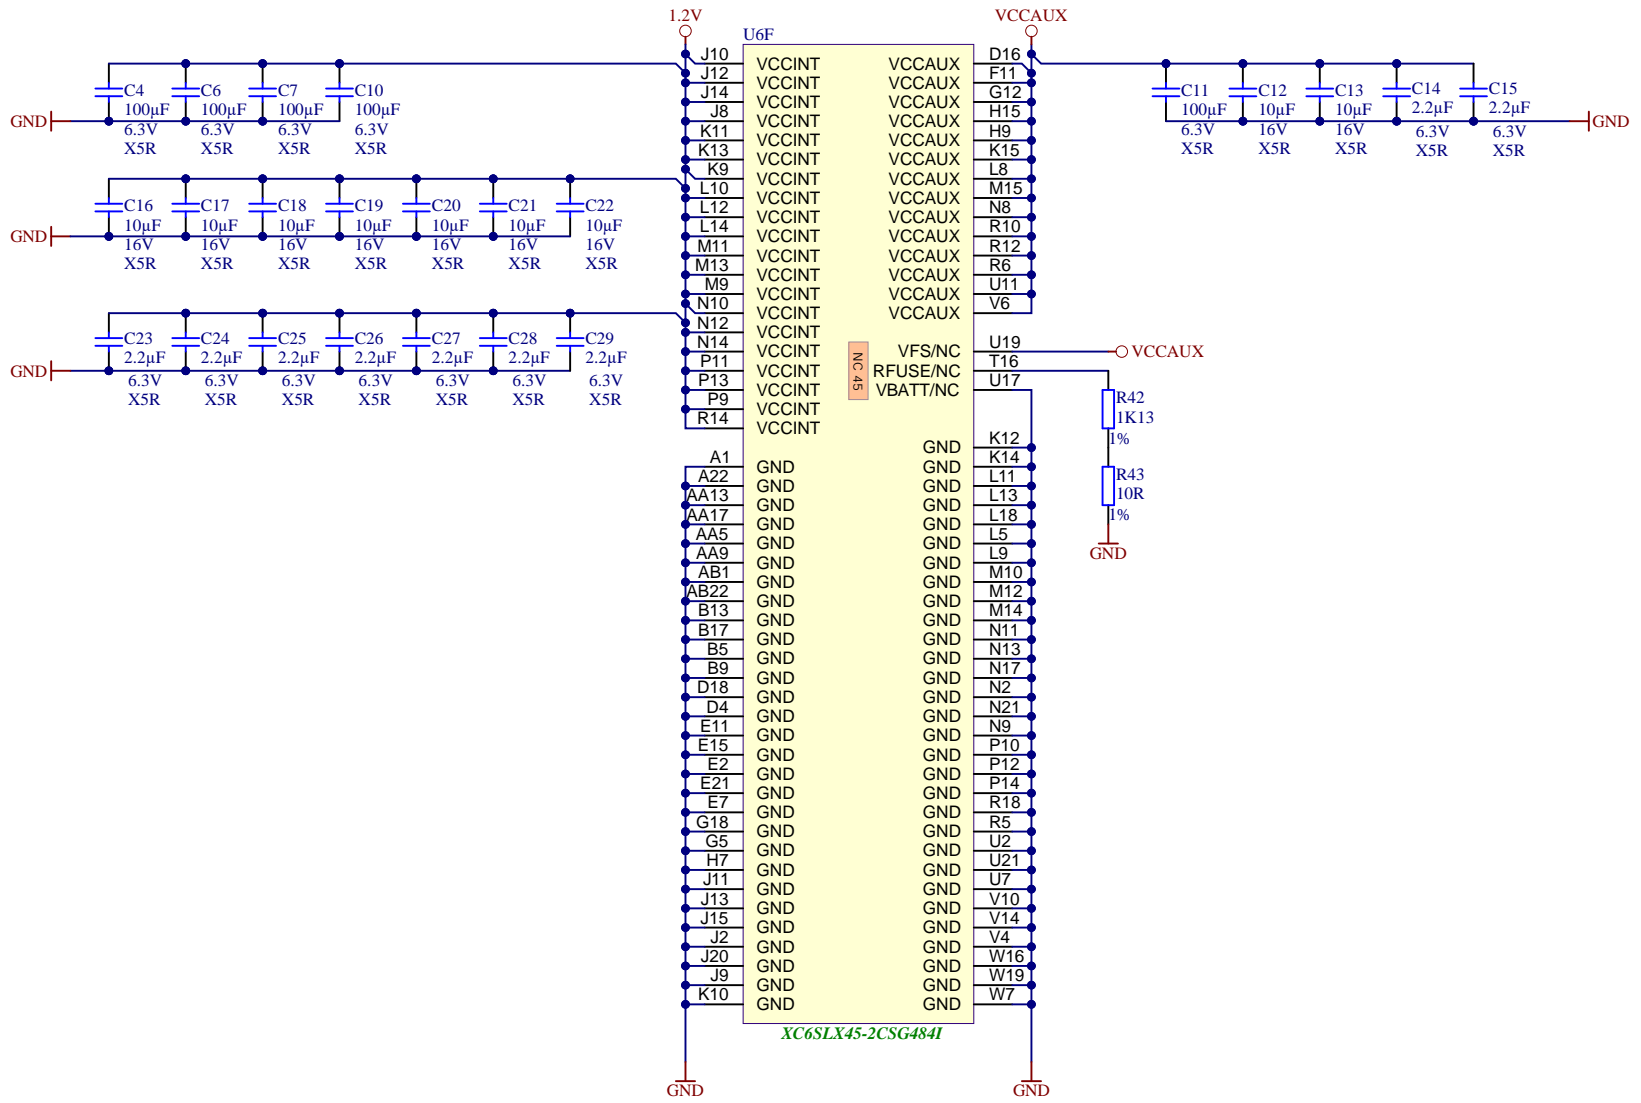 1.2V
VCCAUX
U6F
C4 100µF 6.3V X5R
C6 100µF 6.3V X5R
C7 100µF 6.3V X5R
C10 100µF 6.3V X5R
GND
C16 10µF 16V X5R
C17 10µF 16V X5R
C18 10µF 16V X5R
C19 10µF 16V X5R
C20 10µF 16V X5R
C21 10µF 16V X5R
C22 10µF 16V X5R
GND
C23 2.2µF 6.3V X5R
C24 2.2µF 6.3V X5R
C25 2.2µF 6.3V X5R
C26 2.2µF 6.3V X5R
C27 2.2µF 6.3V X5R
C28 2.2µF 6.3V X5R
C29 2.2µF 6.3V X5R
GND
J10 VCCINT
J12 VCCINT
J14 VCCINT
J8 VCCINT
K11 VCCINT
K13 VCCINT
K9 VCCINT
L10 VCCINT
L12 VCCINT
L14 VCCINT
M11 VCCINT
M13 VCCINT
M9 VCCINT
N10 VCCINT
N12 VCCINT
N14 VCCINT
P11 VCCINT
P13 VCCINT
P9 VCCINT
R14 VCCINT
A1 GND
A22 GND
AA13 GND
AA17 GND
AA5 GND
AA9 GND
AB1 GND
AB22 GND
B13 GND
B17 GND
B5 GND
B9 GND
D18 GND
D4 GND
E11 GND
E15 GND
E2 GND
E21 GND
E7 GND
G18 GND
G5 GND
H7 GND
J11 GND
J13 GND
J15 GND
J2 GND
J20 GND
J9 GND
K10 GND
NC 45
VCCAUX D16
VCCAUX F11
VCCAUX G12
VCCAUX H15
VCCAUX H9
VCCAUX K15
VCCAUX L8
VCCAUX M15
VCCAUX N8
VCCAUX R10
VCCAUX R12
VCCAUX R6
VCCAUX U11
VCCAUX V6
VFS/NC U19
RFUSE/NC T16
VBATT/NC U17
GND K12
GND K14
GND L11
GND L13
GND L18
GND L5
GND L9
GND M10
GND M12
GND M14
GND N11
GND N13
GND N17
GND N2
GND N21
GND N9
GND P10
GND P12
GND P14
GND R18
GND R5
GND U2
GND U21
GND U7
GND V10
GND V14
GND V4
GND W16
GND W19
GND W7
C11 100µF 6.3V X5R
C12 10µF 16V X5R
C13 10µF 16V X5R
C14 2.2µF 6.3V X5R
C15 2.2µF 6.3V X5R
GND
VCCAUX
R42
1K13
1%
R43
10R
1%
GND
XC6SLX45-2CSG484I
GND
GND